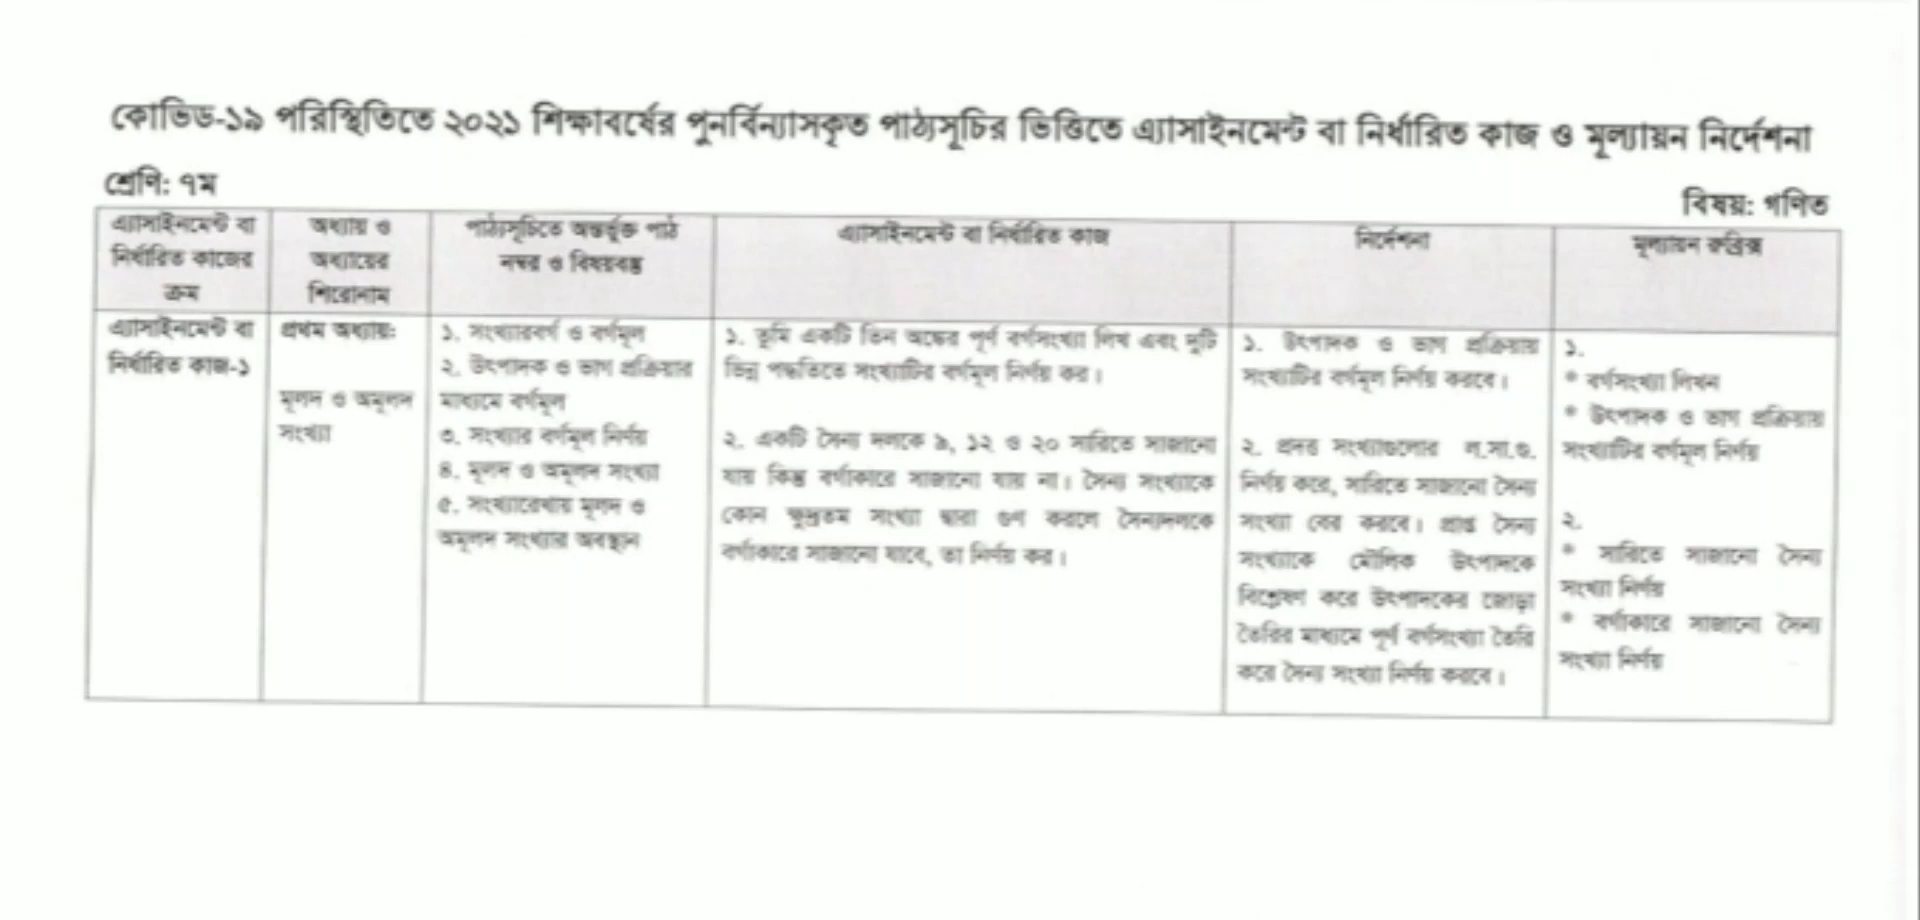 কোভিড-১৯ পরিস্থিতিতে ২০২১ শিক্ষাবর্ষের পুনর্বিন্যাসকৃত পাঠ্যসূচির ভিত্তিতে এ্যাসাইনমেন্ট বা নির্ধারিত কাজ ও মূল্যায়ন নির্দেশনা
শ্রেণি: ৭ম
বিষয়: গণিত
এ্যাসাইনমেন্ট বা
নির্ধারিত কাজের
ক্রম
অধ্যায় ও
অধ্যায়ের
শিরোনাম
পাঠ্যসূচিতে অন্তর্ভুক্ত পাঠ
নম্বর ও বিষয়বস্তু
এ্যাসাইনমেন্ট বা নির্ধারিত কাজ
নির্দেশনা
মূল্যায়ন রুব্রিক্স
এ্যাসাইনমেন্ট বা
নির্ধারিত কাজ-১
প্রথম অধ্যায়:
মূলদ ও অমূলদ
সংখ্যা
১. সংখ্যারবর্গ ও বর্গমূল
২. উৎপাদক ও ভাগ প্রক্রিয়ার
মাধ্যমে বর্গমূল
৩. সংখ্যার বর্গমূল নির্ণয়
৪. মূলদ ও অমূলদ সংখ্যা
৫. সংখ্যারেখায় মূলদ ও
অমূলদ সংখ্যার অবস্থান
১. তুমি একটি তিন অঙ্কের পূর্ণ বর্গসংখ্যা লিখ এবং দুটি
ভিন্ন পদ্ধতিতে সংখ্যাটির বর্গমূল নির্ণয় কর।
২. একটি সৈন্য দলকে ৯, ১২ ও ২০ সারিতে সাজানো
যায় কিন্তু বর্গাকারে সাজানো যায় না। সৈন্য সংখ্যাকে
কোন ক্ষুদ্রতম সংখ্যা দ্বারা গুণ করলে সৈন্যদলকে
বর্গাকারে সাজানো যাবে, তা নির্ণয় কর।
১. উৎপাদক ও ভাগ প্রক্রিয়ায়
সংখ্যাটির বর্গমূল নির্ণয় করবে।
২. প্রদত্ত সংখ্যাগুলোর ল.সা.গু.
নির্ণয় করে, সারিতে সাজানো সৈন্য
সংখ্যা বের করবে। প্রাপ্ত সৈন্য
সংখ্যাকে মৌলিক উৎপাদকে
বিশ্লেষণ করে উৎপাদকের জোড়া
তৈরির মাধ্যমে পূর্ণ বর্গসংখ্যা তৈরি
করে সৈন্য সংখ্যা নির্ণয় করবে।
১.
* বর্গসংখ্যা লিখন
* উৎপাদক ও ভাগ প্রক্রিয়ায়
সংখ্যাটির বর্গমূল নির্ণয়
২.
* সারিতে সাজানো সৈন্য
সংখ্যা নির্ণয়
* বর্গাকারে সাজানো সৈন্য
সংখ্যা নির্ণয়